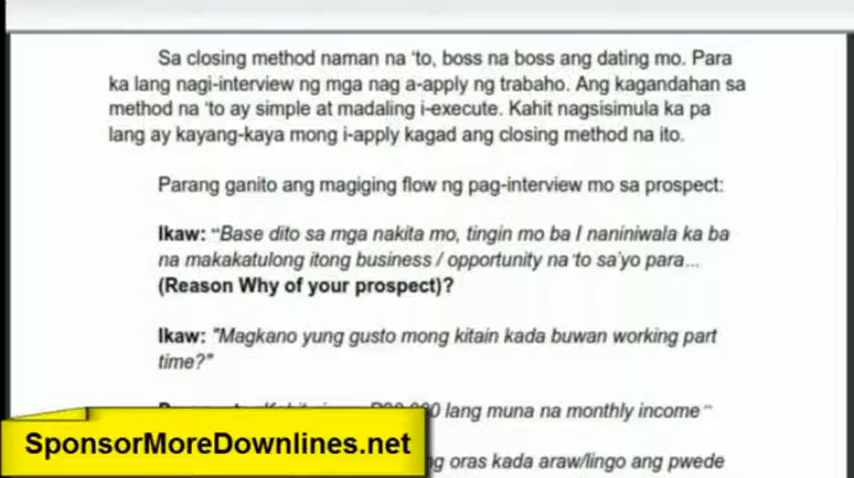 Sa closing method naman na 'to, boss na boss ang dating mo. Para
ka lang nagi-interview ng mga nag a-apply ng trabaho. Ang kagandahan sa
method na 'to ay simple at madaling i-execute. Kahit nagsisimula ka pa
lang ay kayang-kaya mong i-apply kagad ang closing method na ito.
Parang ganito ang magiging flow ng pag-interview mo sa prospect:
Ikaw: "Base dito sa mga nakita mo, tingin mo ba I naniniwala ka ba
na makakatulong itong business / opportunity na 'to sa'yo para...
(Reason Why of your prospect)?
Ikaw: "Magkano yung gusto mong kitain kada buwan working part
time?"
lang muna na monthly income"
oras kada araw/lingo ang pwede
SponsorMoreDownlines.net